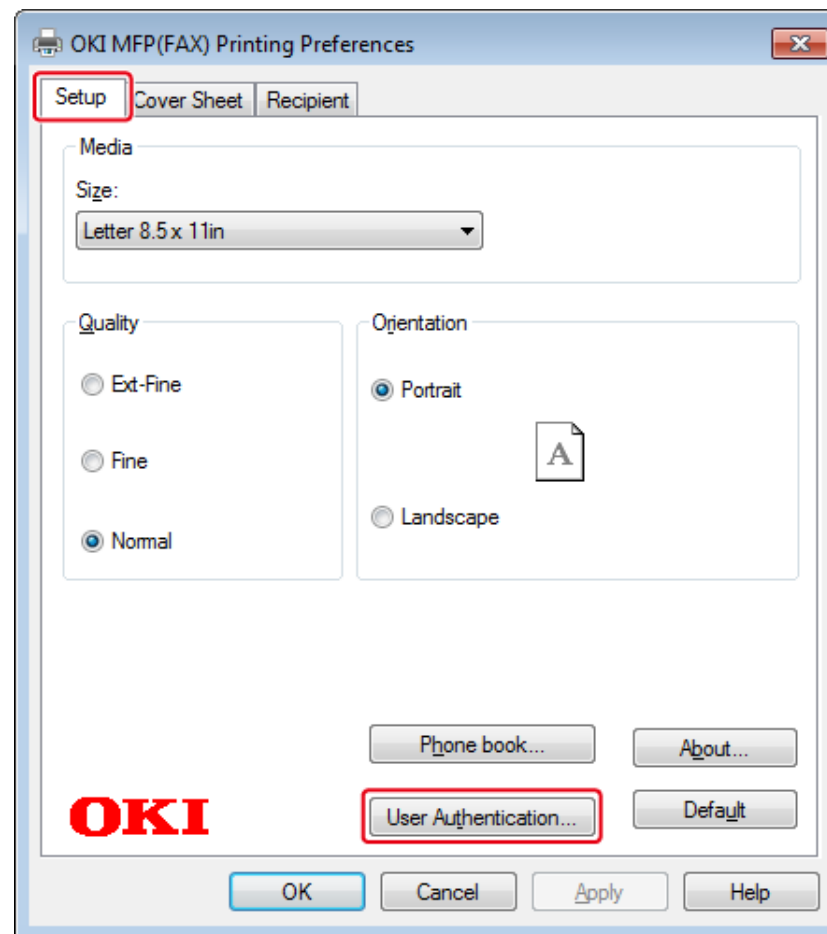 OKI MFP(FAX) Printing Preferences
Setup Cover Sheet Recipient
Media
Size:
Letter 8.5 x 11in
Quality
Ext-Fine
Fine
Normal
Orientation
Portrait
A
Landscape
Phone book...
About...
OKI
User Authentication...
Default
OK Cancel Apply Help